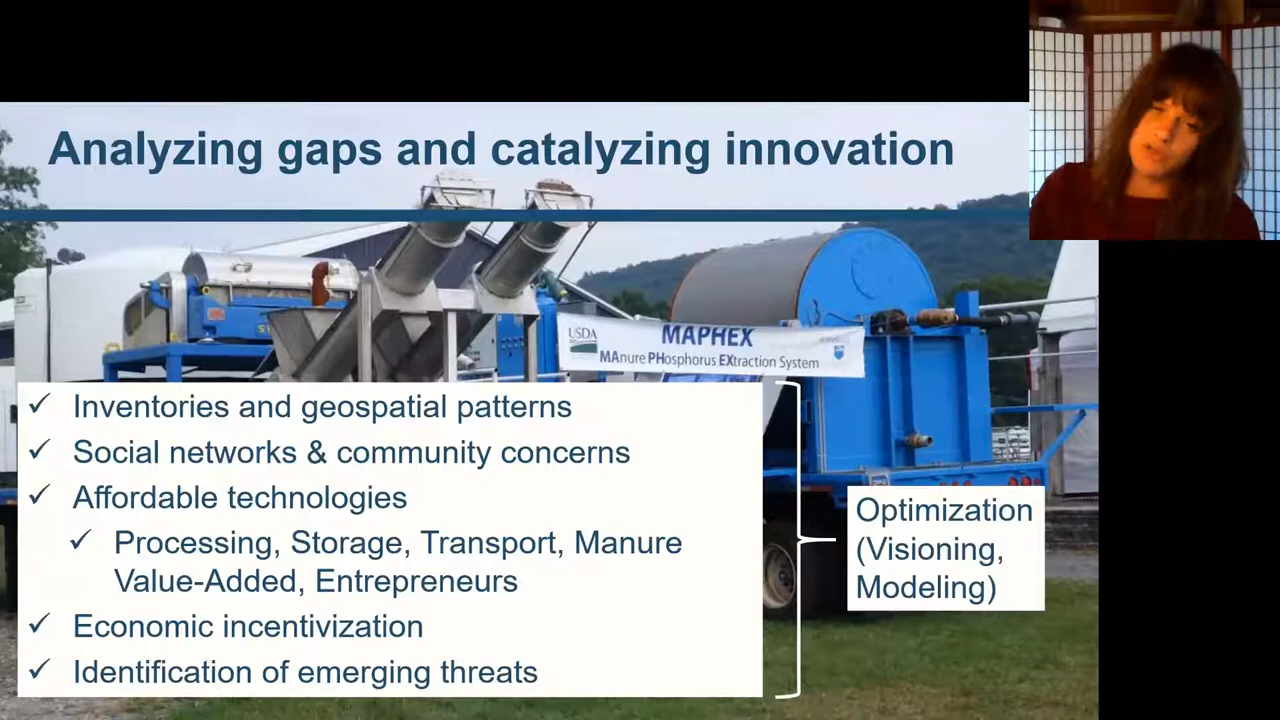 Analyzing gaps and catalyzing innovation
USDA
MAPHEX
MAnure PHosphorus EXtraction System
✓ Inventories and geospatial patterns
✓ Social networks & community concerns
✓ Affordable technologies
✓ Processing, Storage, Transport, Manure
Value-Added, Entrepreneurs
✓ Economic incentivization
✓ Identification of emerging threats
Optimization
(Visioning,
Modeling)